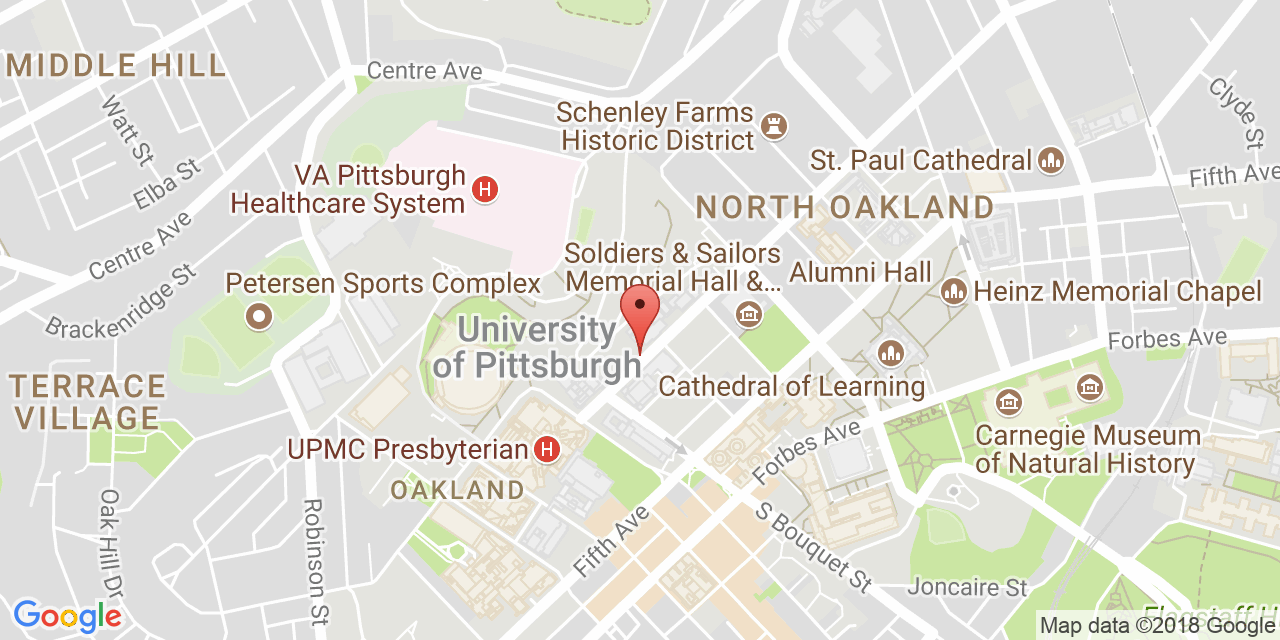 MIDDLE HILL
Centre Ave
Clyde St
Watt St
Schenley Farms
Historic District
St. Paul Cathedral
Elba St
VA Pittsburgh
Healthcare System
Fifth Ave
NORTH OAKLAND
Centre Ave
Soldiers & Sailors
Memorial Hall &...
Alumni Hall
Petersen Sports Complex
Heinz Memorial Chapel
Brackenridge St
University
of Pittsburgh
Forbes Ave
TERRACE
VILLAGE
Cathedral of Learning
Carnegie Museum
of Natural History
UPMC Presbyterian
Forbes Ave
OAKLAND
Oak Hill Dr
Robinson St
Fifth Ave
S Bouquet St
Joncaire St
Google
Map data ©2018 Google